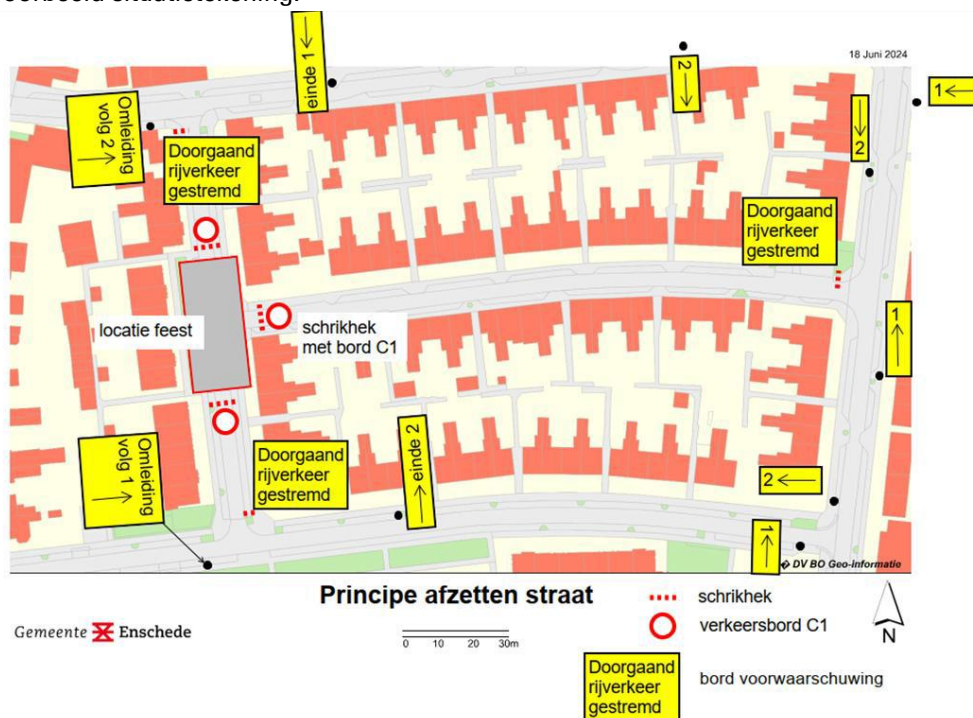 oorbeeld situatietekening:
18 Juni 2024
einde 1
2
1
Omleiding
volg 2
Doorgaand
rijverkeer
gestremd
2
Doorgaand
rijverkeer
gestremd
locatie feest
schrikhek
met bord C1
1
Omleiding
volg 1
Doorgaand
rijverkeer
gestremd
einde 2
2
1
� DV BO Geo-informatie
Principe afzetten straat
schrikhek
verkeersbord C1
Gemeente Enschede
0 10 20 30m
N
Doorgaand
rijverkeer
gestremd
bord voorwaarschuwing